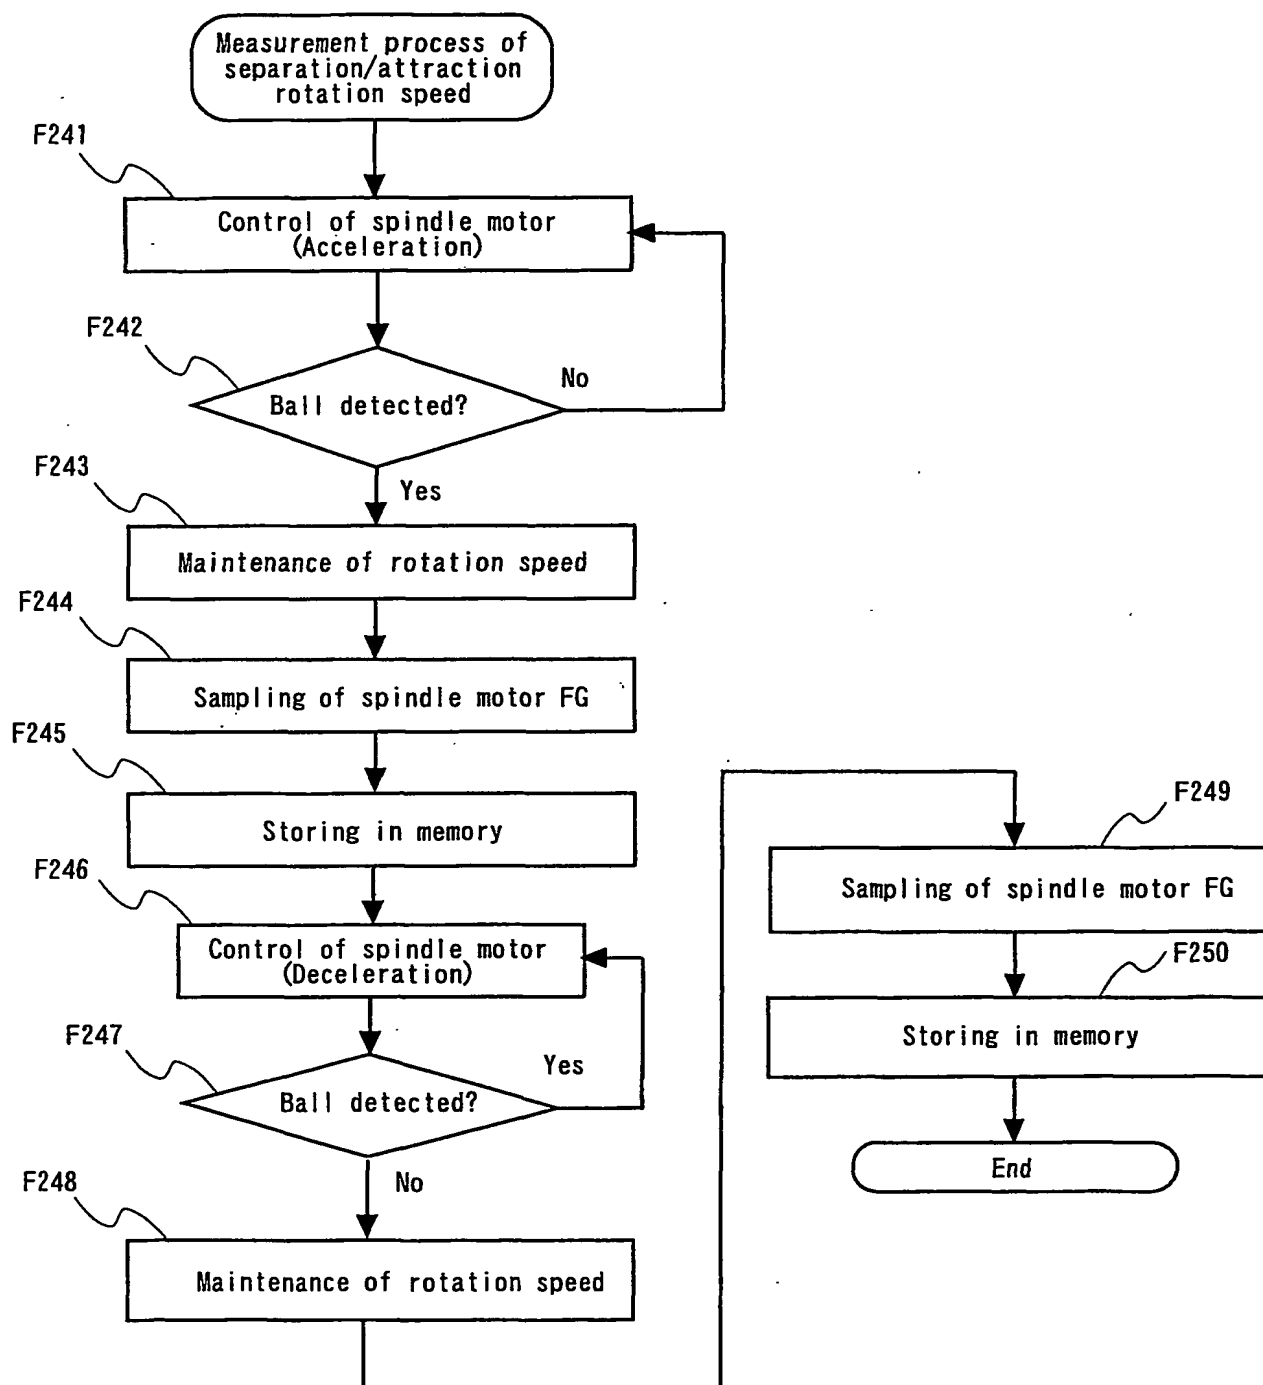 Measurement process of
separation/attraction
rotation speed
F241
Control of spindle motor
(Acceleration)
F242
Ball detected?
No
Yes
F243
Maintenance of rotation speed
F244
Sampling of spindle motor FG
F245
Storing in memory
F246
Control of spindle motor
(Deceleration)
F247
Ball detected?
Yes
No
F248
Maintenance of rotation speed
F249
Sampling of spindle motor FG
F250
Storing in memory
End